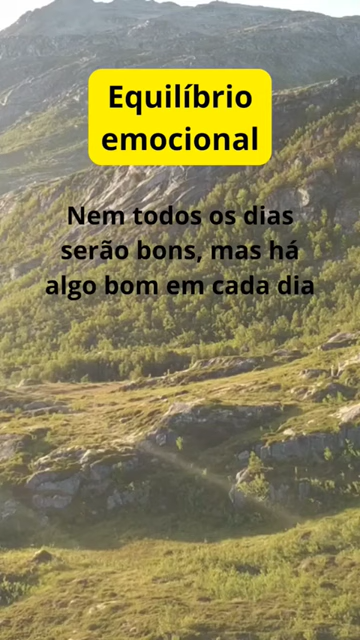 Equilíbrio
emocional
Nem todos os dias
serão bons, mas há
algo bom em cada dia